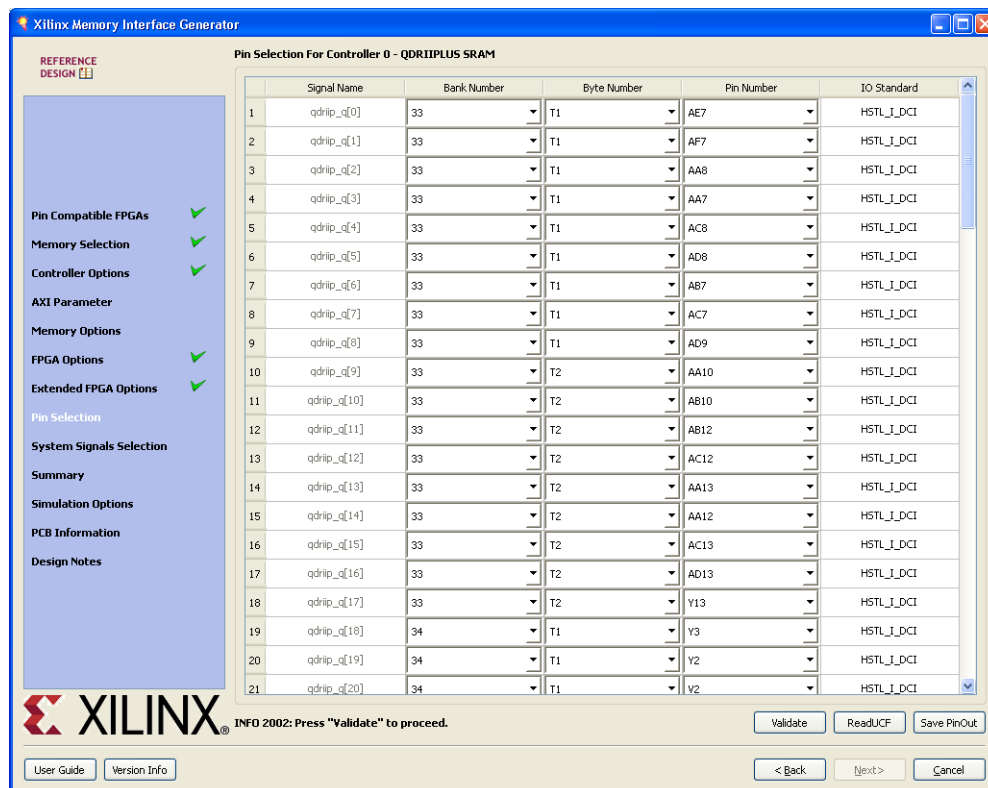 Xilinx Memory Interface Generator
REFERENCE
DESIGN
Pin Compatible FPGAs
Memory Selection
Controller Options
AXI Parameter
Memory Options
FPGA Options
Extended FPGA Options
Pin Selection
System Signals Selection
Summary
Simulation Options
PCB Information
Design Notes
Pin Selection For Controller 0 - QDRIIPLUS SRAM
Signal Name Bank Number Byte Number Pin Number IO Standard
1 qdriip_q[0] 33 T1 AE7 HSTL_I_DCI
2 qdriip_q[1] 33 T1 AF7 HSTL_I_DCI
3 qdriip_q[2] 33 T1 AA8 HSTL_I_DCI
4 qdriip_q[3] 33 T1 AA7 HSTL_I_DCI
5 qdriip_q[4] 33 T1 AC8 HSTL_I_DCI
6 qdriip_q[5] 33 T1 AD8 HSTL_I_DCI
7 qdriip_q[6] 33 T1 AB7 HSTL_I_DCI
8 qdriip_q[7] 33 T1 AC7 HSTL_I_DCI
9 qdriip_q[8] 33 T1 AD9 HSTL_I_DCI
10 qdriip_q[9] 33 T2 AA10 HSTL_I_DCI
11 qdriip_q[10] 33 T2 AB10 HSTL_I_DCI
12 qdriip_q[11] 33 T2 AB12 HSTL_I_DCI
13 qdriip_q[12] 33 T2 AC12 HSTL_I_DCI
14 qdriip_q[13] 33 T2 AA13 HSTL_I_DCI
15 qdriip_q[14] 33 T2 AA12 HSTL_I_DCI
16 qdriip_q[15] 33 T2 AC13 HSTL_I_DCI
17 qdriip_q[16] 33 T2 AD13 HSTL_I_DCI
18 qdriip_q[17] 33 T2 Y13 HSTL_I_DCI
19 qdriip_q[18] 34 T1 Y3 HSTL_I_DCI
20 qdriip_q[19] 34 T1 Y2 HSTL_I_DCI
21 qdriip_q[20] 34 T1 V2 HSTL_I_DCI
XILINX®
INFO 2002: Press "Validate" to proceed.
Validate ReadUCF Save PinOut
User Guide Version Info < Back Next> Cancel